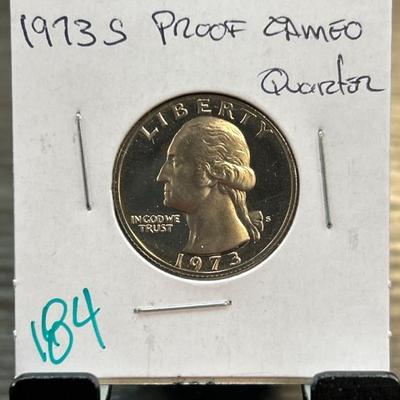 1973 S PROOF CAMEO
Quarter
LIBERTY
IN GOD WE
TRUST
S
1973
184